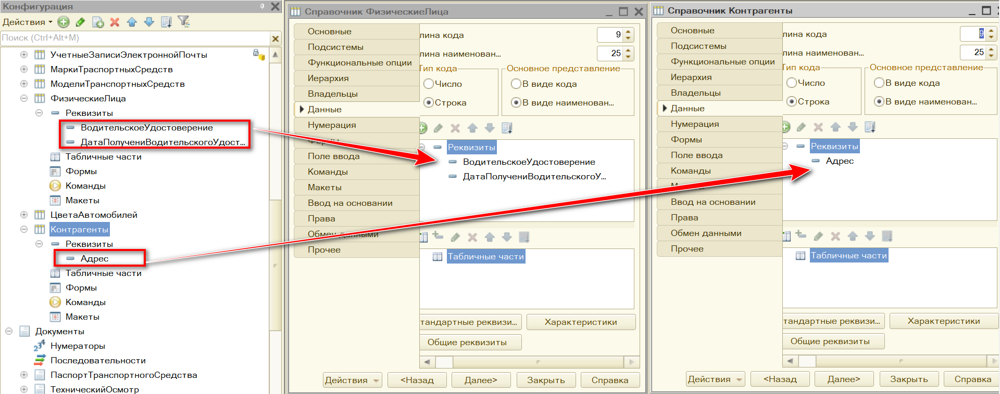 Конфигурация
Действия
Поиск (Ctrl+Alt+M)
УчетныеЗаписиЭлектроннойПочты
МаркиТраспортныхСредств
МоделиТранспортныхСредств
ФизическиеЛица
Реквизиты
ВодительскоеУдостоверение
ДатаПолучениВодительскогоУдост...
Табличные части
Формы
Команды
Макеты
ЦветаАвтомобилей
Контрагенты
Реквизиты
Адрес
Табличные части
Формы
Команды
Макеты
Документы
Нумераторы
Последовательности
ПаспортТранспортногоСредства
ТехническийОсмотр
Справочник ФизическиеЛица
Основные
Подсистемы
Функциональные опции
Иерархия
Владельцы
Данные
Нумерация
Формы
Поле ввода
Команды
Макеты
Ввод на основании
Права
Обмен данными
Прочее
лина кода
9
лина наименован...
25
Тип кода
Число
Строка
Основное представление
В виде кода
В виде наименован...
Реквизиты
ВодительскоеУдостоверение
ДатаПолучениВодительскогоУ...
Табличные части
тандартные реквизи...
Характеристики
Общие реквизиты
Действия
<Назад
Далее>
Закрыть
Справка
Справочник Контрагенты
Основные
Подсистемы
Функциональные опции
Иерархия
Владельцы
Данные
Нумерация
Формы
Поле ввода
Команды
Ввод на основании
Права
Обмен данными
Прочее
лина кода
9
лина наименован...
25
Тип кода
Число
Строка
Основное представление
В виде кода
В виде наименован...
Реквизиты
Адрес
Табличные части
тандартные реквизи...
Характеристики
Общие реквизиты
Действия
<Назад
Далее>
Закрыть
Справка